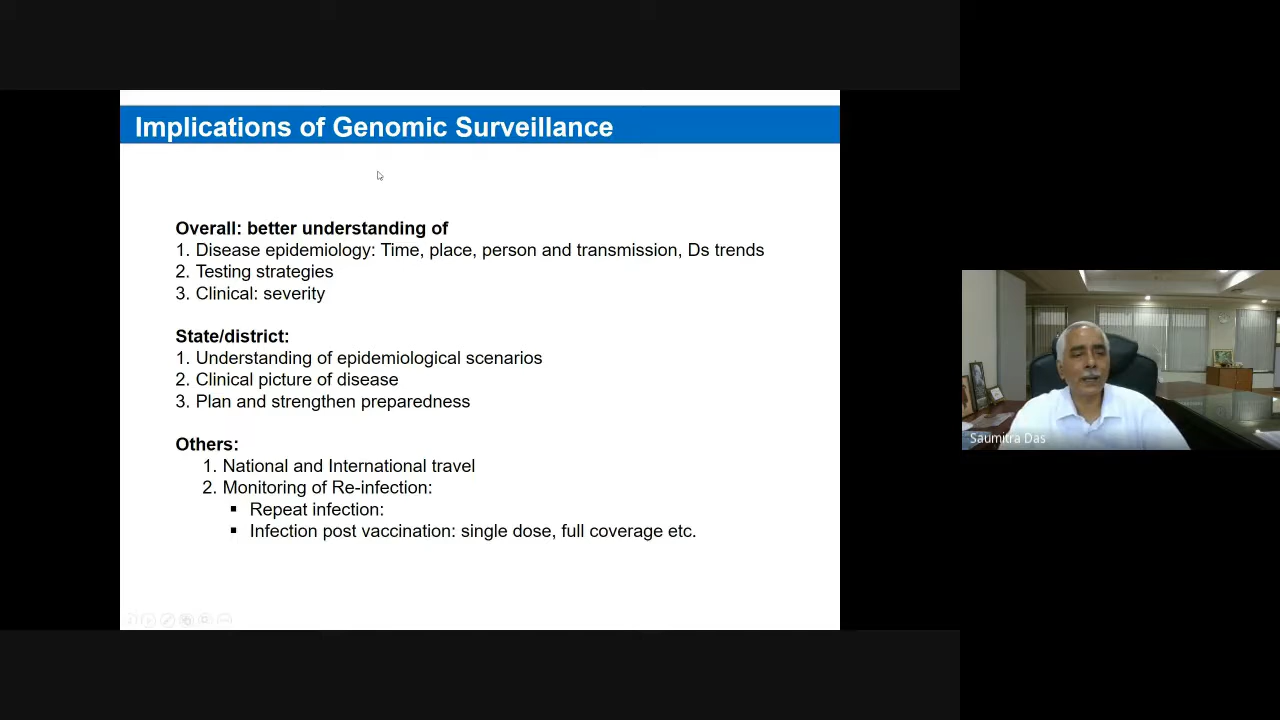 Implications of Genomic Surveillance
Overall: better understanding of
1. Disease epidemiology: Time, place, person and transmission, Ds trends
2. Testing strategies
3. Clinical: severity
State/district:
1. Understanding of epidemiological scenarios
2. Clinical picture of disease
3. Plan and strengthen preparedness
Others:
1. National and International travel
2. Monitoring of Re-infection:
▪ Repeat infection:
▪ Infection post vaccination: single dose, full coverage etc.
Saumitra Das